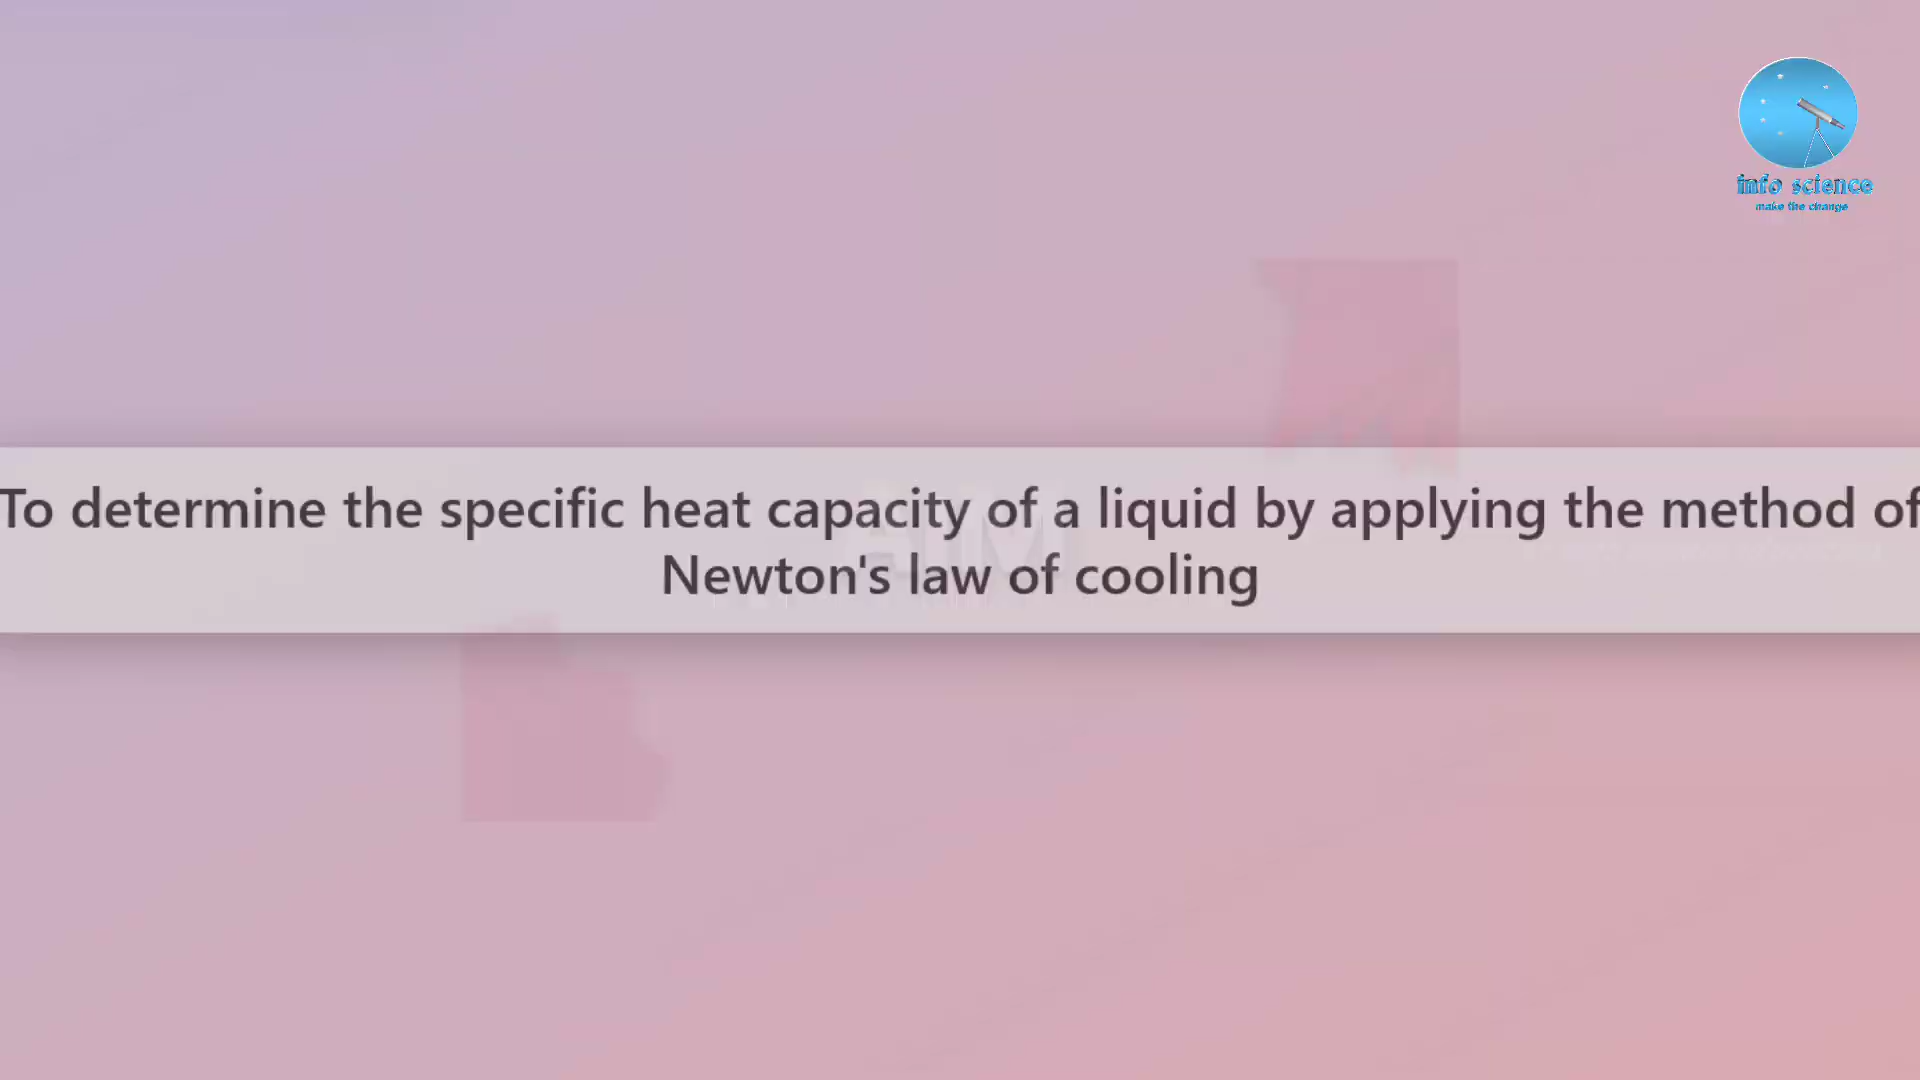 info science
make the change
To determine the specific heat capacity of a liquid by applying the method of
Newton's law of cooling